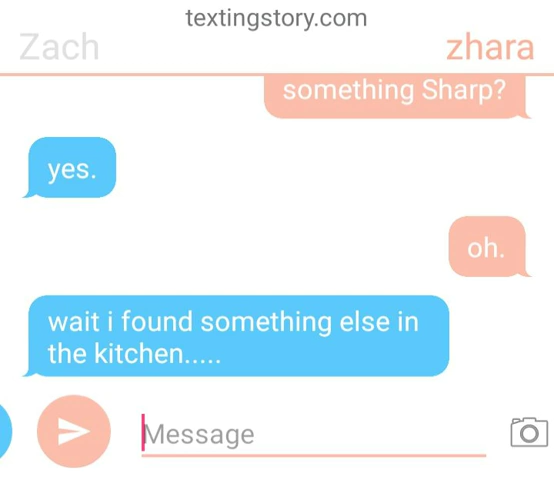 textingstory.com
Zach
zhara
something Sharp?
yes.
oh.
wait i found something else in
the kitchen.....
Message